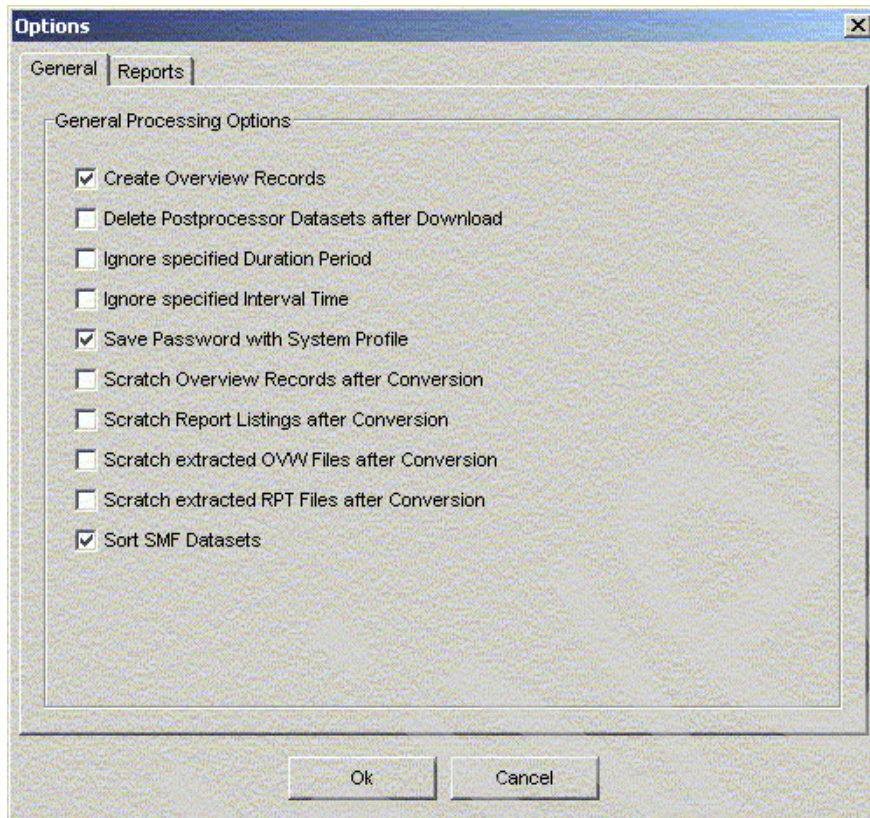 Options
General Reports
General Processing Options
Create Overview Records
Delete Postprocessor Datasets after Download
Ignore specified Duration Period
Ignore specified Interval Time
Save Password with System Profile
Scratch Overview Records after Conversion
Scratch Report Listings after Conversion
Scratch extracted OVW Files after Conversion
Scratch extracted RPT Files after Conversion
Sort SMF Datasets
Ok Cancel